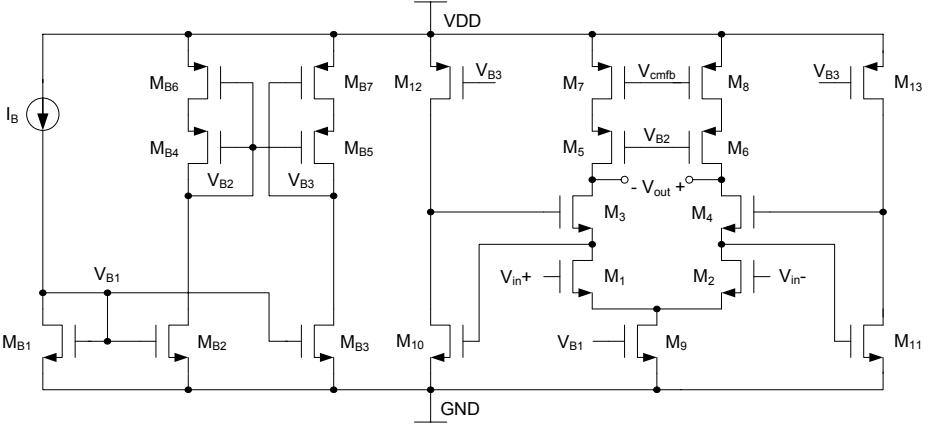 VDD
M_B6 M_B7 M_12 V_B3 M_7 V_cmfb M_8 V_B3 M_13
I_B
M_B4 M_B5 M_5 V_B2 M_6
V_B2 V_B3
- V_out +
M_3 M_4
V_B1 V_in+ M_1 M_2 V_in-
M_B1 M_B2 M_B3 M_10 V_B1 M_9 M_11
GND